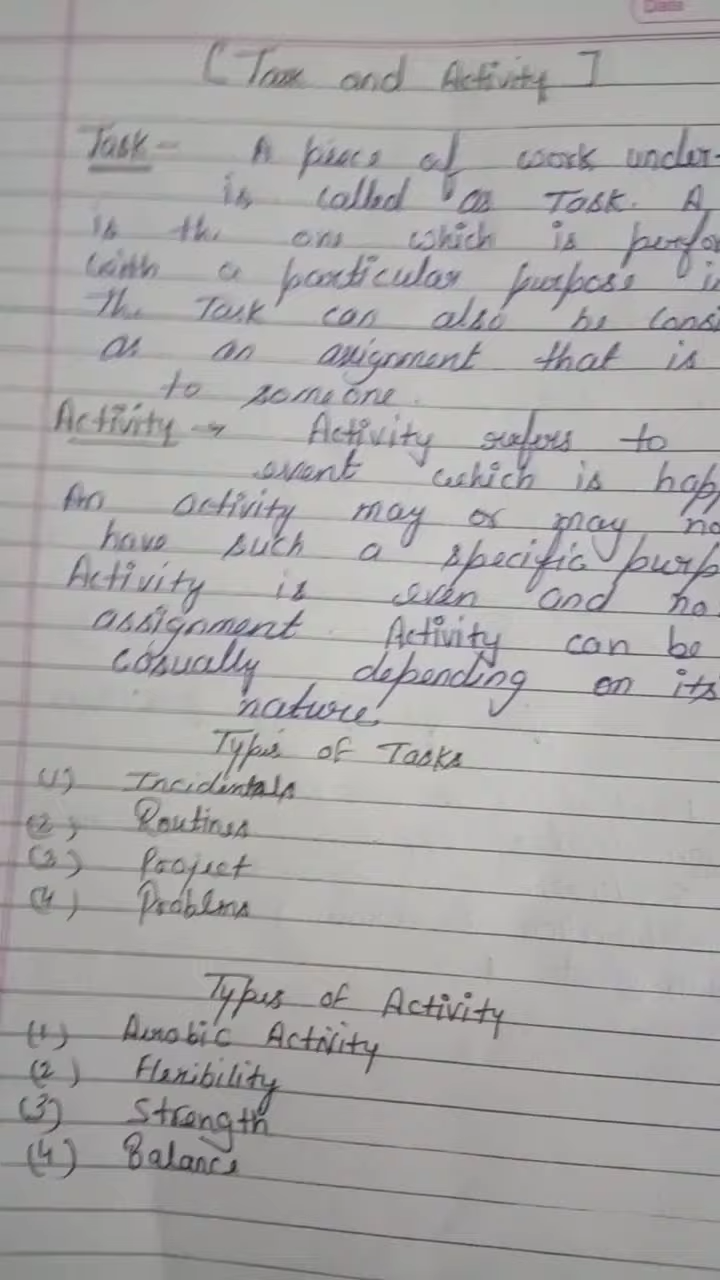 Date
[ Task and Activity ]
Task - A piece of work under-
is called as Task. A
is the one which is perfo
with a particular purpose i
The Task can also be cons
as an assignment that is
to someone.
Activity → Activity refers to
event which is hap
An activity may or may no
have such a specific purp
Activity is even and no
assignment. Activity can be
casually depending on its
nature.
Types of Tasks
(1) Incidentals
(2) Routines
(3) Project
(4) Problems
Types of Activity
(1) Aerobic Activity
(2) Flexibility
(3) Strength
(4) Balance